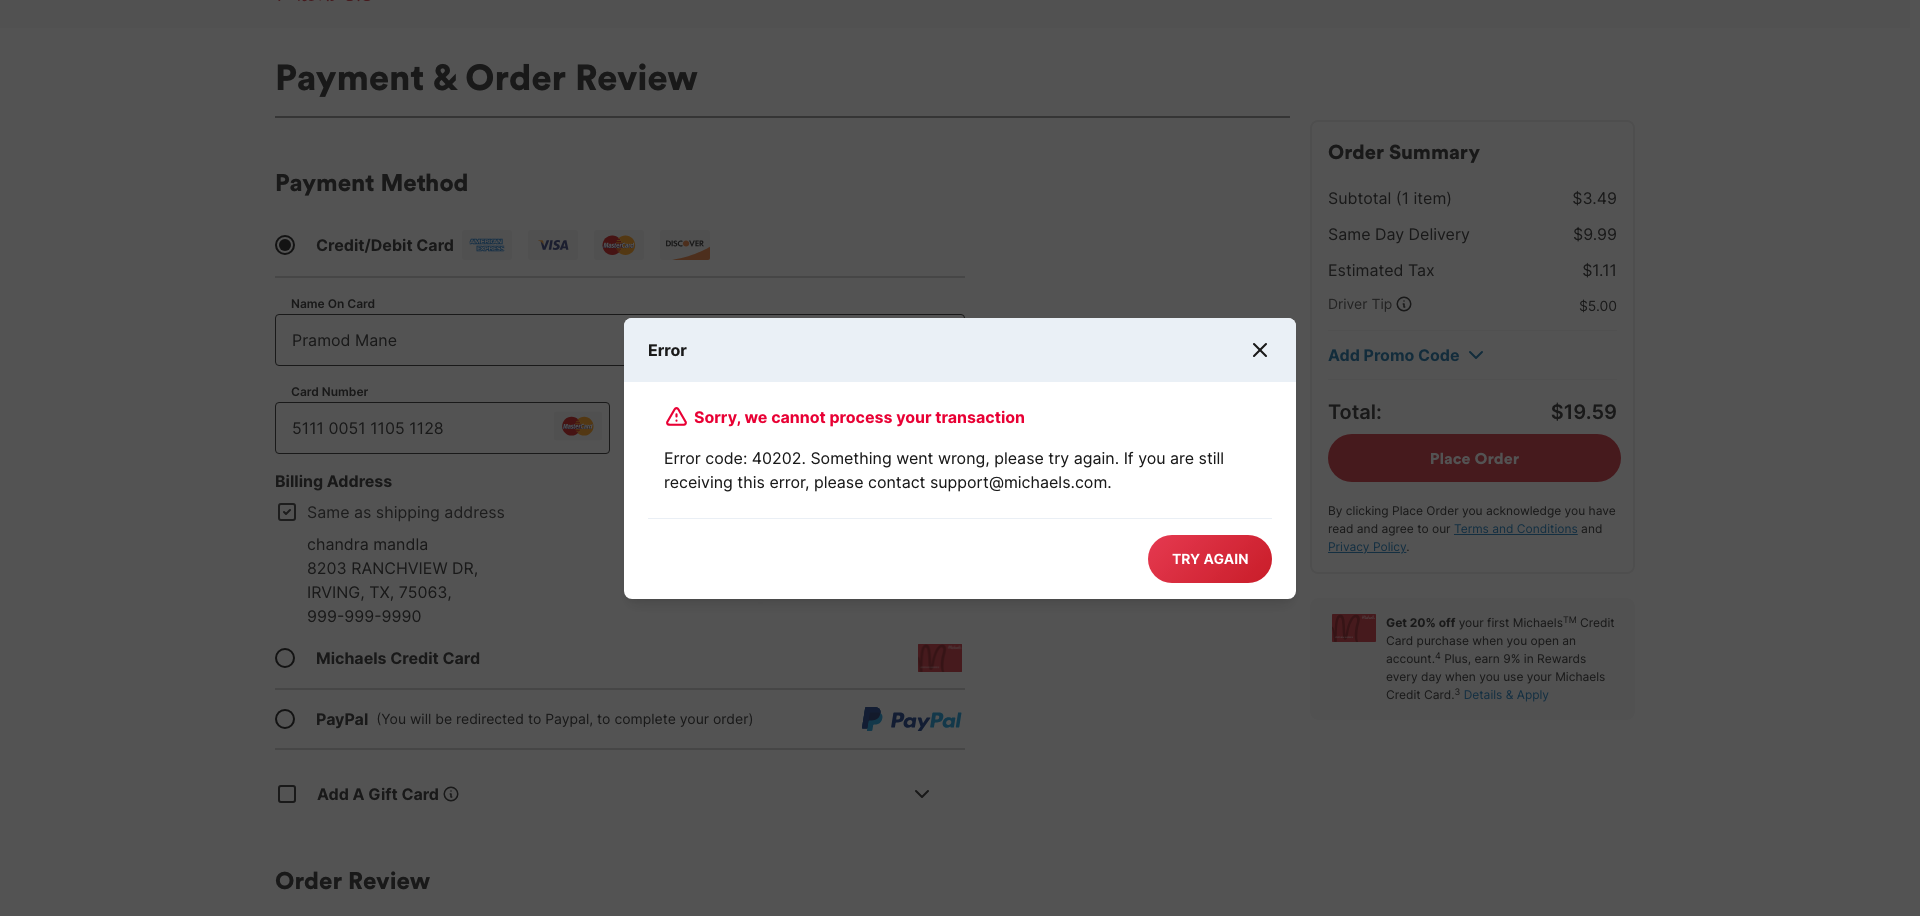 Payment & Order Review
Payment Method
Credit/Debit Card
AMERICAN EXPRESS
VISA
MasterCard
DISCOVER
Name On Card
Pramod Mane
Card Number
5111 0051 1105 1128
MasterCard
Billing Address
Same as shipping address
chandra mandla
8203 RANCHVIEW DR,
IRVING, TX, 75063,
999-999-9990
Michaels Credit Card
PayPal (You will be redirected to Paypal, to complete your order)
PayPal
Add A Gift Card
Order Review
Error
Sorry, we cannot process your transaction
Error code: 40202. Something went wrong, please try again. If you are still
receiving this error, please contact support@michaels.com.
TRY AGAIN
Order Summary
Subtotal (1 item) $3.49
Same Day Delivery $9.99
Estimated Tax $1.11
Driver Tip $5.00
Add Promo Code
Total: $19.59
Place Order
By clicking Place Order you acknowledge you have
read and agree to our Terms and Conditions and
Privacy Policy.
Get 20% off your first Michaels™ Credit
Card purchase when you open an
account.⁴ Plus, earn 9% in Rewards
every day when you use your Michaels
Credit Card.³ Details & Apply